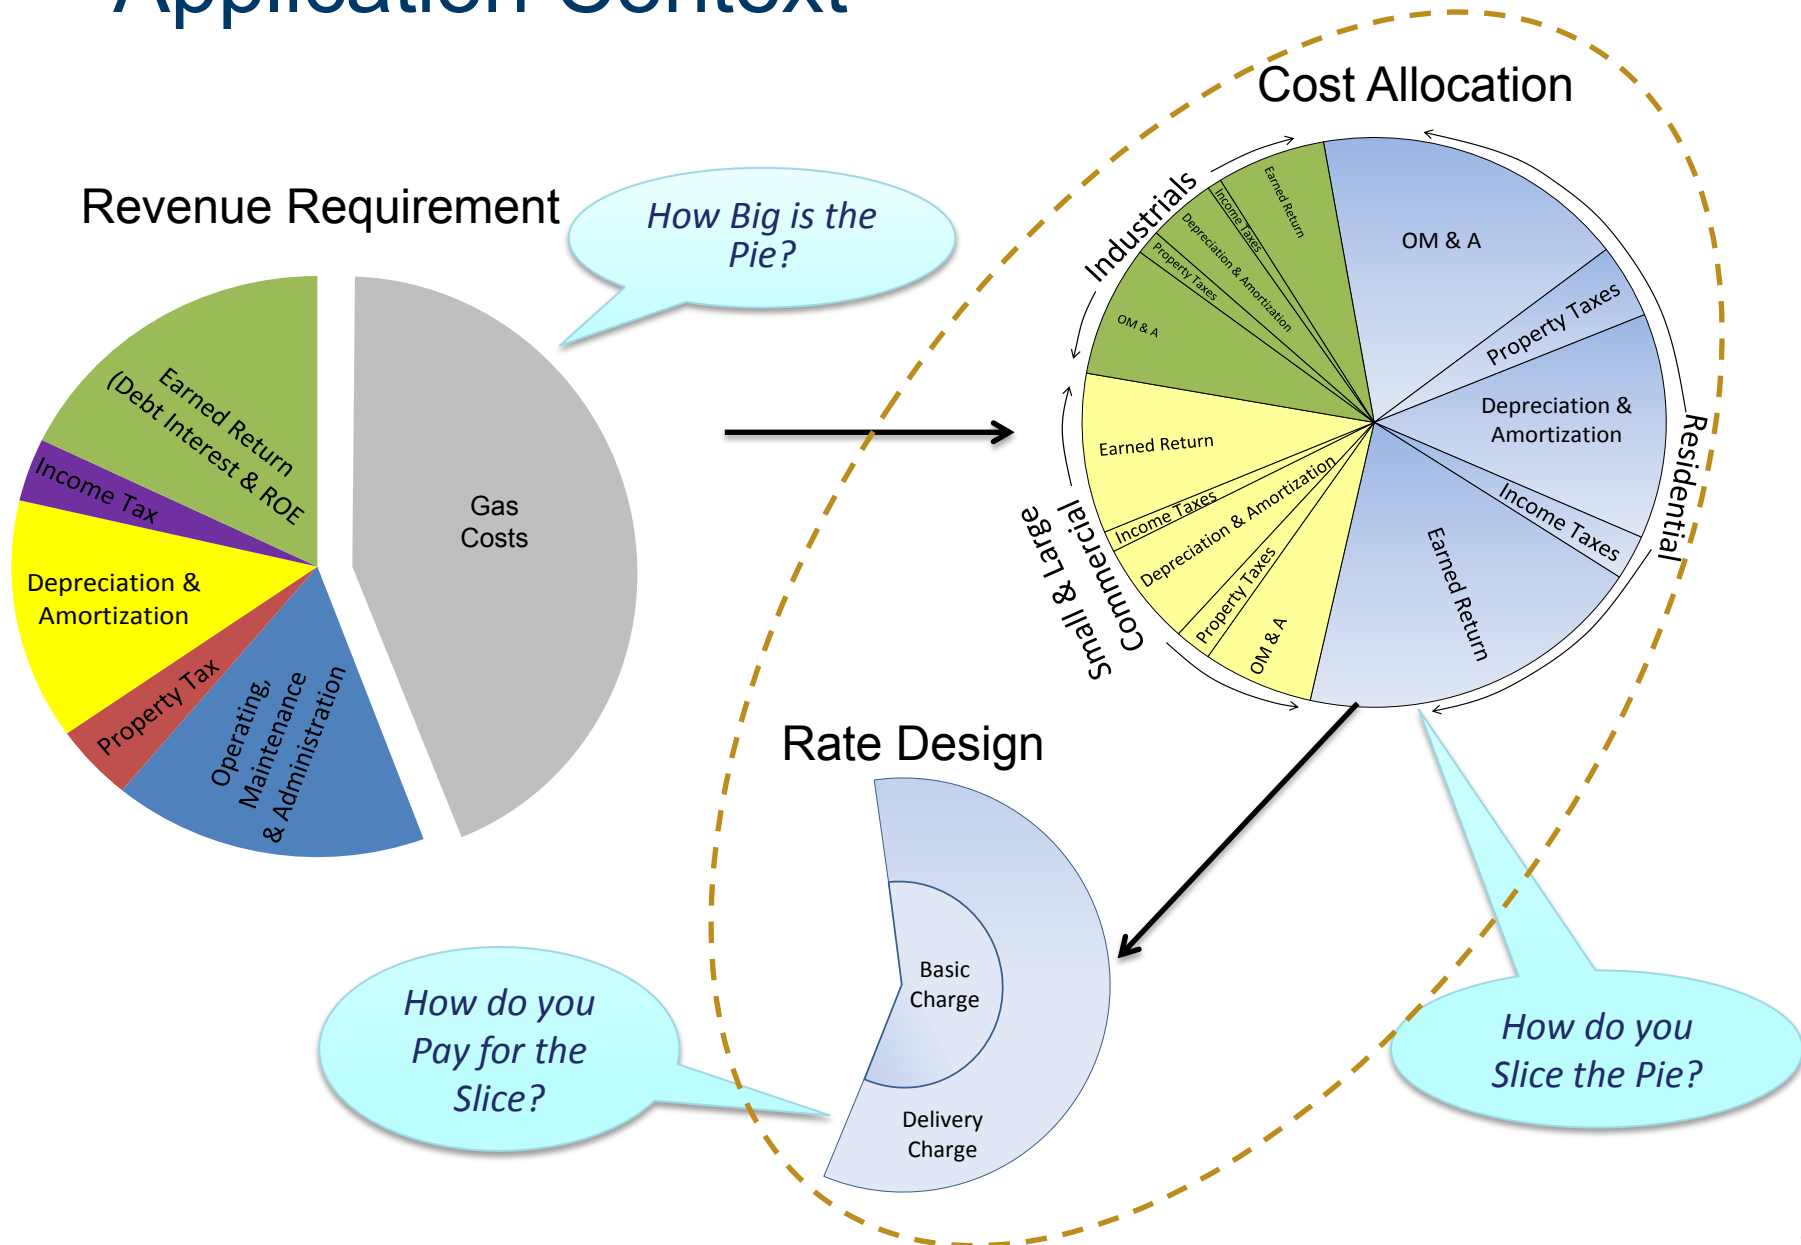 Application Context
Revenue Requirement
How Big is the
Pie?
Gas
Costs
Earned Return
(Debt Interest & ROE
Income Tax
Depreciation &
Amortization
Property Tax
Operating,
Maintenance
& Administration
Cost Allocation
Industrials
Earned Return
Income Taxes
Depreciation & Amortization
Property Taxes
OM & A
Residential
OM & A
Property Taxes
Depreciation &
Amortization
Income Taxes
Earned Return
Small & Large
Commercial
Earned Return
Income Taxes
Depreciation & Amortization
Property Taxes
OM & A
Rate Design
Basic
Charge
Delivery
Charge
How do you
Pay for the
Slice?
How do you
Slice the Pie?